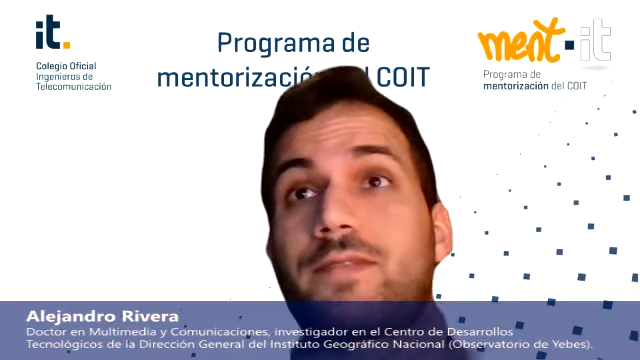 it.
Colegio Oficial
Ingenieros de
Telecomunicación
Programa de
mentorización del COIT
ment·it
Programa de
mentorización del COIT
Alejandro Rivera
Doctor en Multimedia y Comunicaciones, investigador en el Centro de Desarrollos
Tecnológicos de la Dirección General del Instituto Geográfico Nacional (Observatorio de Yebes).